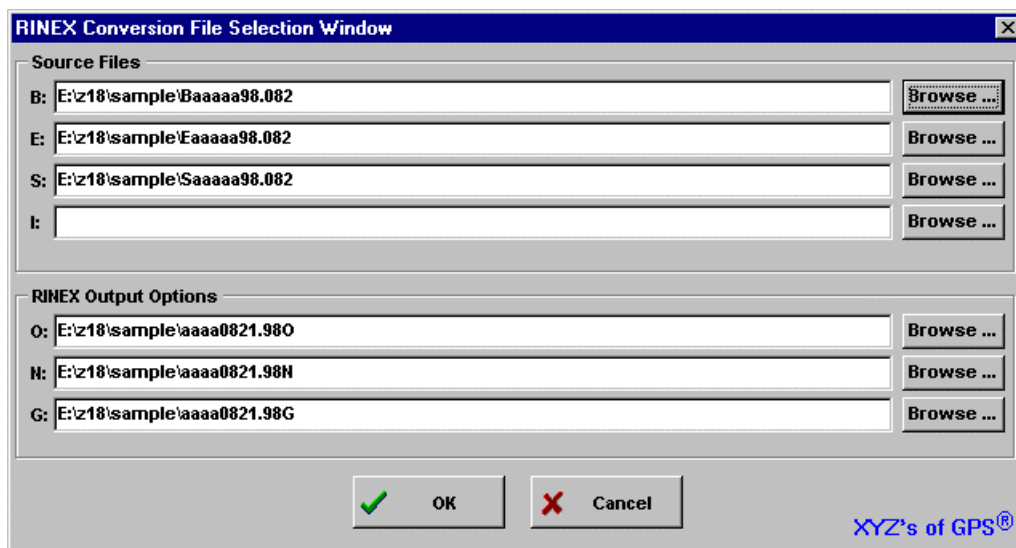 RINEX Conversion File Selection Window
Source Files
B: E:\z18\sample\Baaaaa98.082 Browse ...
E: E:\z18\sample\Eaaaaa98.082 Browse ...
S: E:\z18\sample\Saaaaa98.082 Browse ...
I: Browse ...
RINEX Output Options
O: E:\z18\sample\aaaa0821.98O Browse ...
N: E:\z18\sample\aaaa0821.98N Browse ...
G: E:\z18\sample\aaaa0821.98G Browse ...
OK Cancel
XYZ's of GPS®